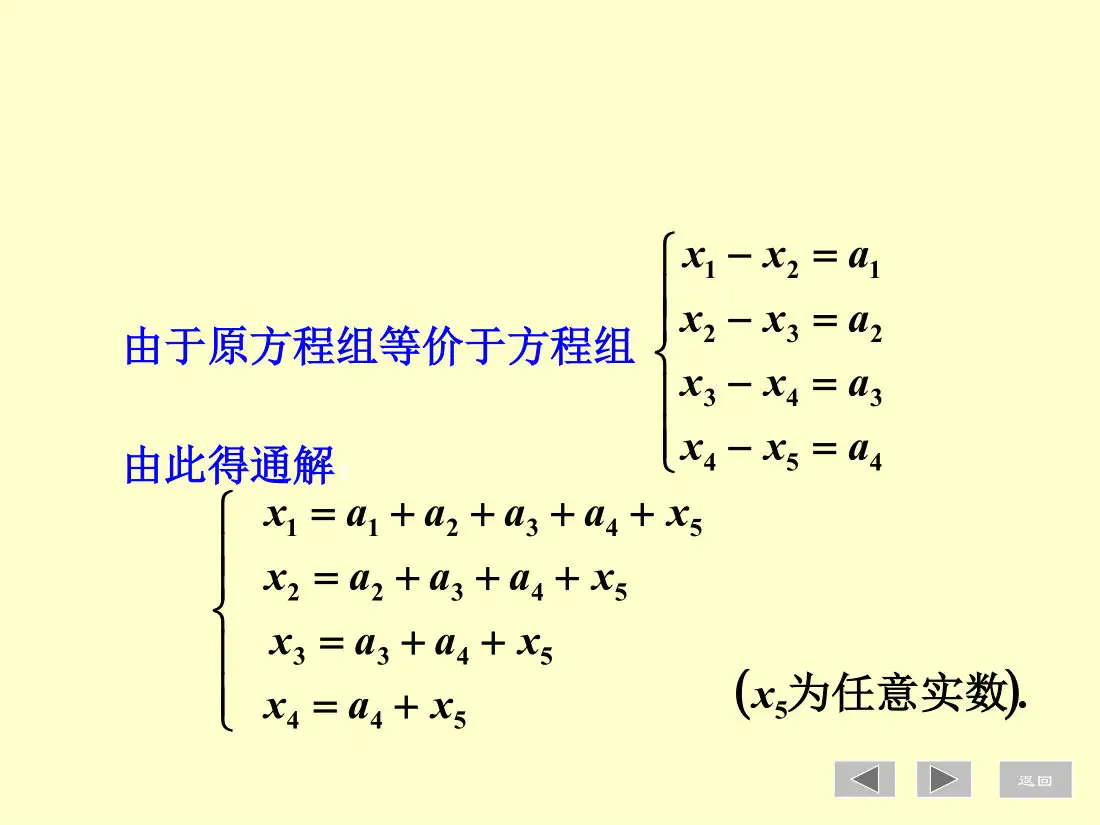 x₁ − x₂ = a₁
x₂ − x₃ = a₂
由于原方程组等价于方程组
x₃ − x₄ = a₃
x₄ − x₅ = a₄
由此得通解:
x₁ = a₁ + a₂ + a₃ + a₄ + x₅
x₂ = a₂ + a₃ + a₄ + x₅
x₃ = a₃ + a₄ + x₅
x₄ = a₄ + x₅
(x₅为任意实数).
返回